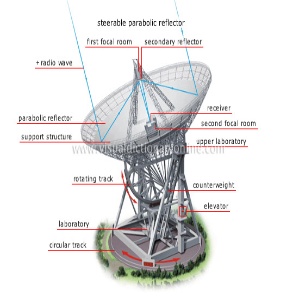 steerable parabolic reflector
first focal room
secondary reflector
radio wave
parabolic reflector
receiver
support structure
second focal room
upper laboratory
www.visualdictionaryonline.com
rotating track
counterweight
elevator
laboratory
circular track